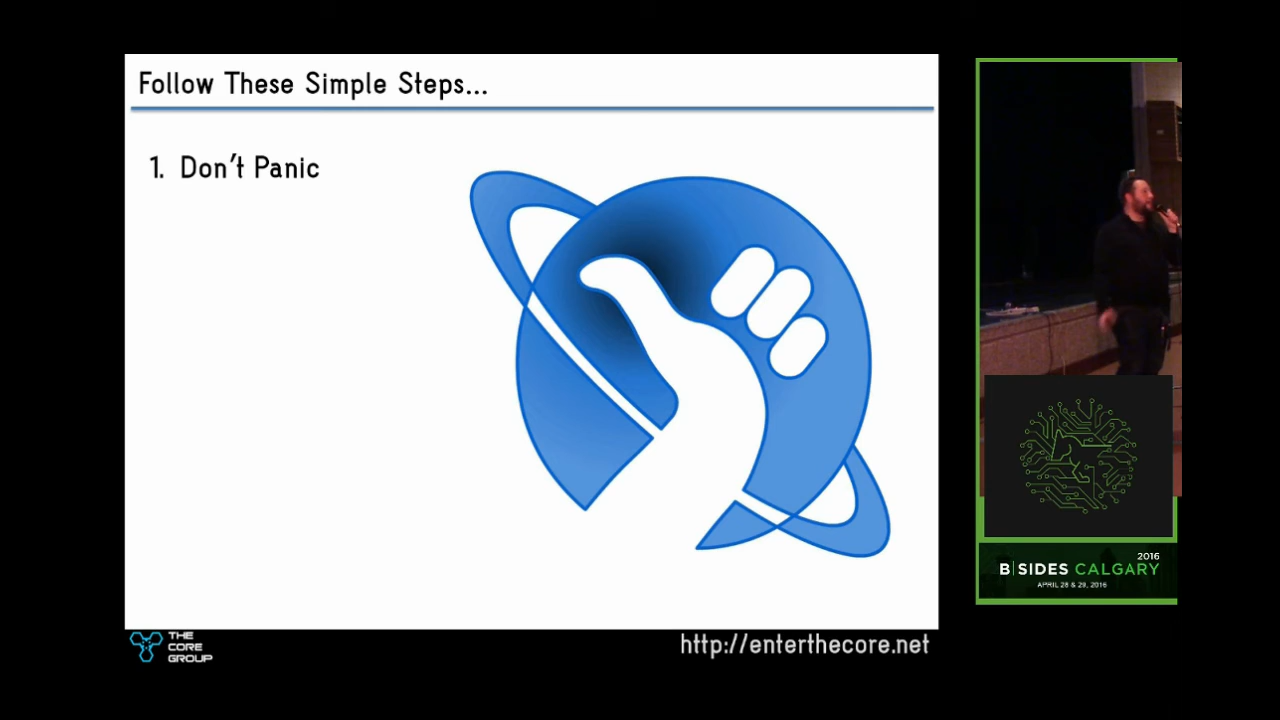 Follow These Simple Steps...
1. Don't Panic
THE
CORE
GROUP
http://enterthecore.net
2016
B|SIDES CALGARY
APRIL 28 & 29, 2016